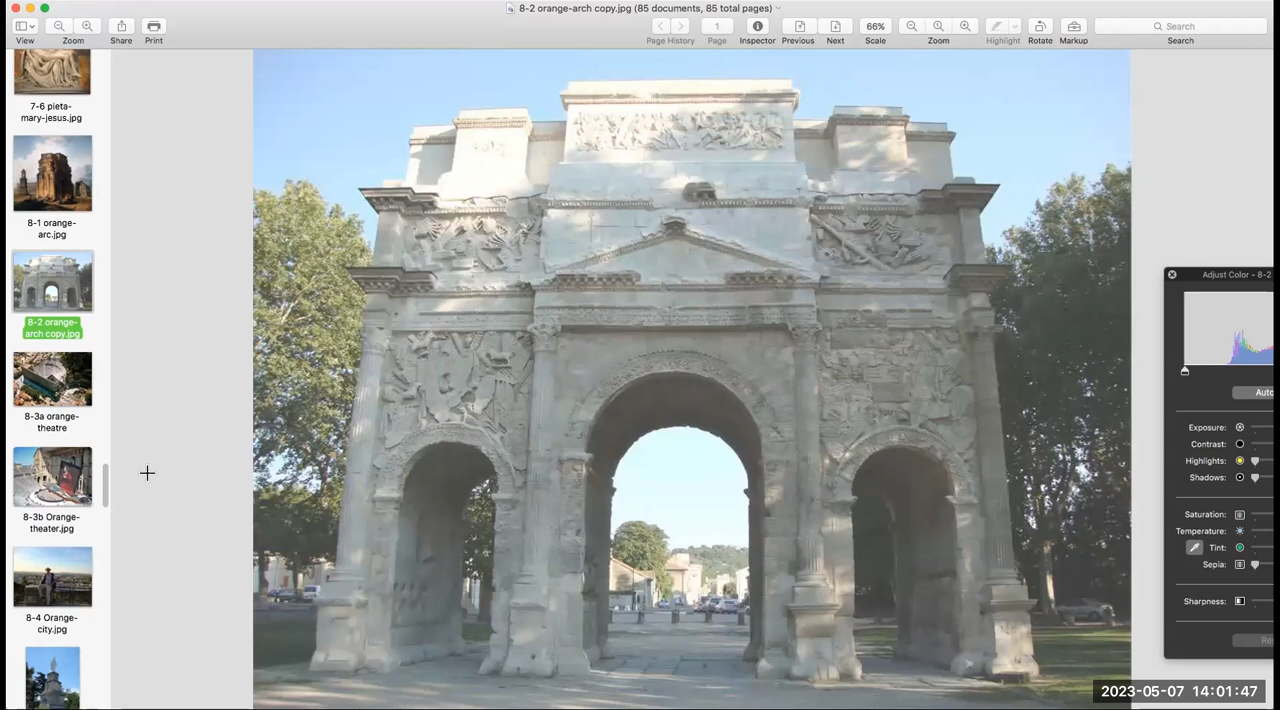 8-2 orange-arch copy.jpg (85 documents, 85 total pages)
View
Zoom
Share
Print
Page History
1
Page
Inspector
Previous
Next
66%
Scale
Zoom
Highlight
Rotate
Markup
Search
Search
7-6 pieta-
mary-jesus.jpg
8-1 orange-
arc.jpg
8-2 orange-
arch copy.jpg
8-3a orange-
theatre
8-3b Orange-
theater.jpg
8-4 Orange-
city.jpg
Adjust Color - 8-2
Auto
Exposure:
Contrast:
Highlights:
Shadows:
Saturation:
Temperature:
Tint:
Sepia:
Sharpness:
Res
2023-05-07 14:01:47